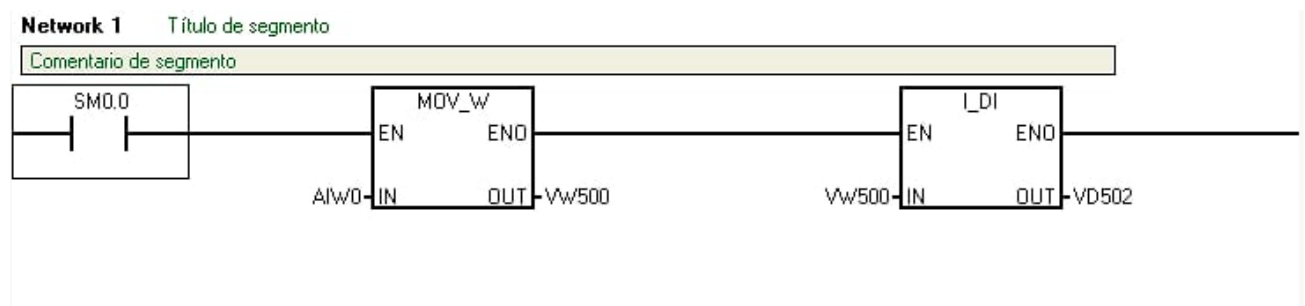 Network 1 Título de segmento
Comentario de segmento
SM0.0
MOV_W
I_DI
EN ENO
EN ENO
AIW0 IN OUT VW500
VW500 IN OUT VD502